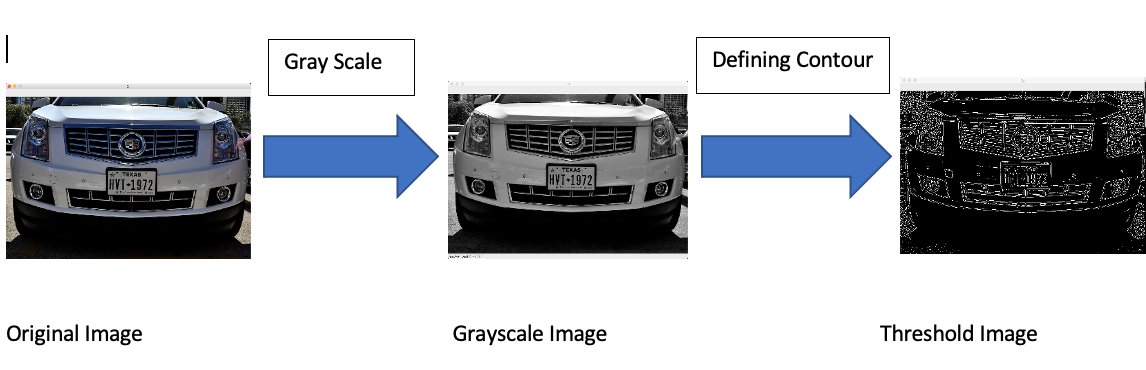 Gray Scale
Defining Contour
TEXAS
HVT★1972
TEXAS
HVT★1972
Original Image
Grayscale Image
Threshold Image